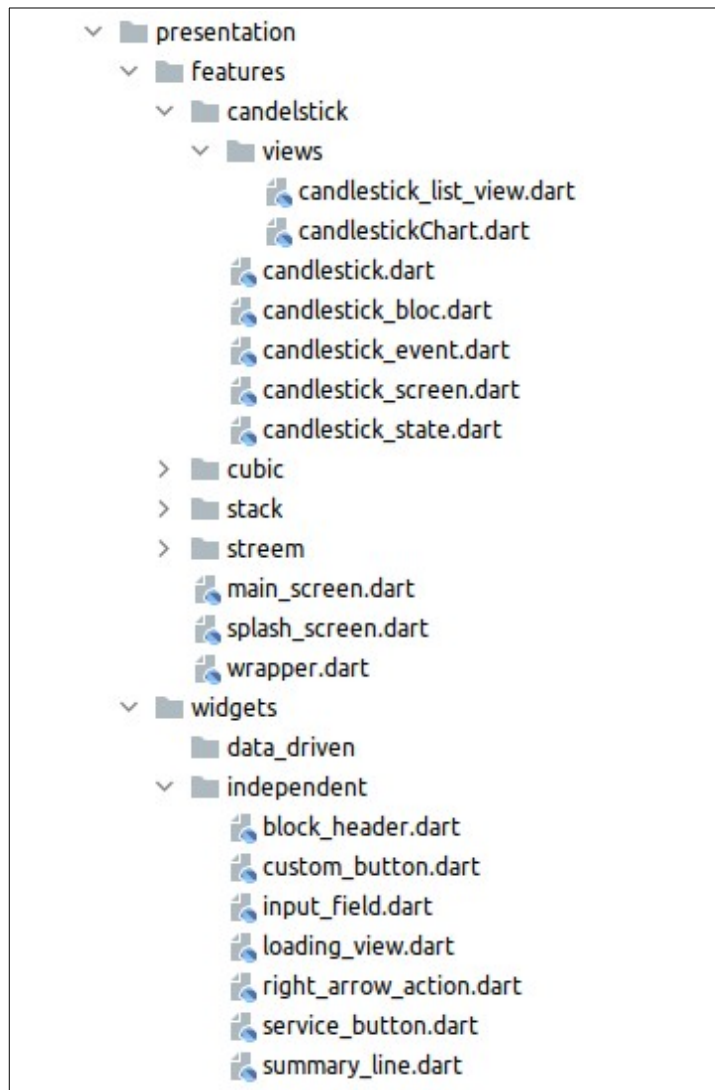 presentation
features
candelstick
views
candlestick_list_view.dart
candlestickChart.dart
candlestick.dart
candlestick_bloc.dart
candlestick_event.dart
candlestick_screen.dart
candlestick_state.dart
cubic
stack
streem
main_screen.dart
splash_screen.dart
wrapper.dart
widgets
data_driven
independent
block_header.dart
custom_button.dart
input_field.dart
loading_view.dart
right_arrow_action.dart
service_button.dart
summary_line.dart